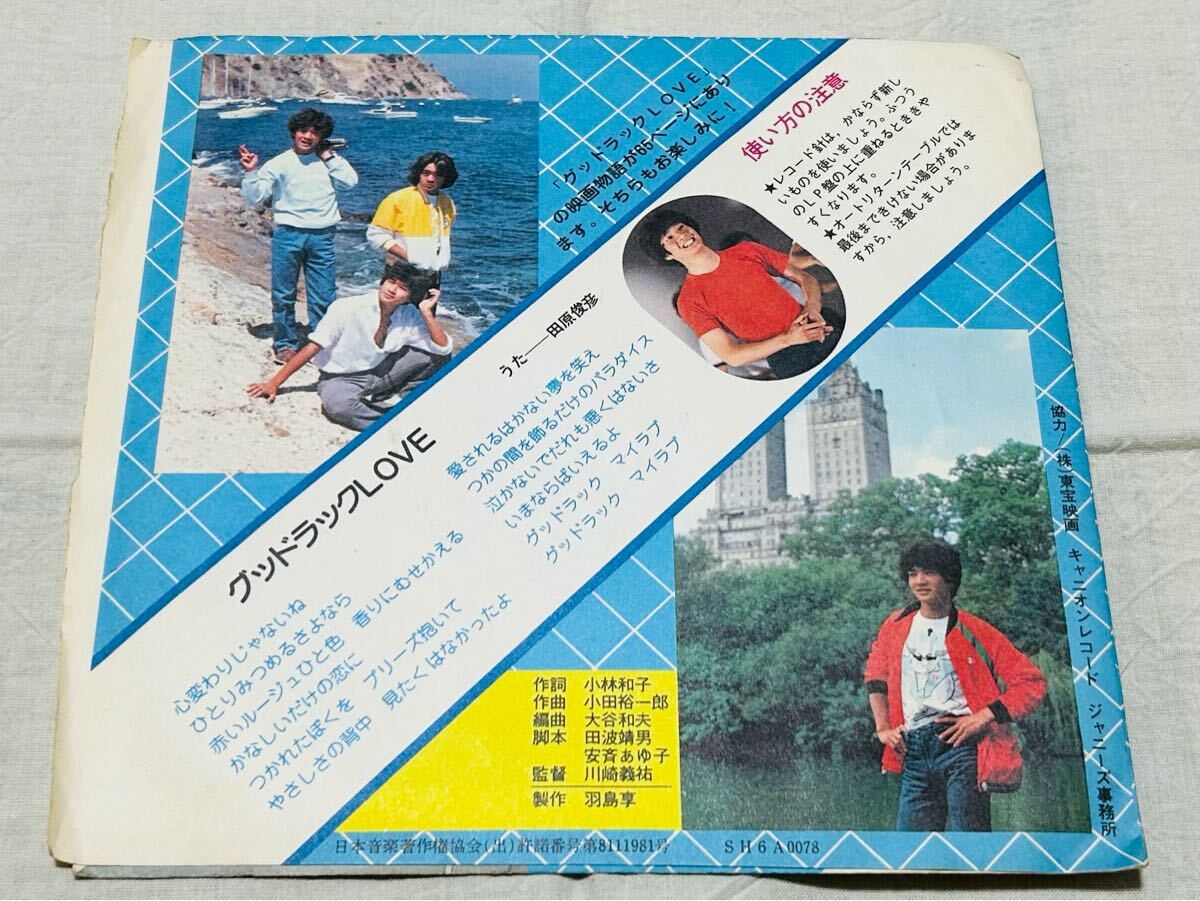 「グッドラックLOVE」
の映画物語が65ページにあり
ます。そちらもお楽しみに！
使い方の注意
★レコード針は，かならず新し
いものを使いましょう。ふつう
のLP盤の上に重ねるとききや
すくなります。
★オートリターンテーブルでは
最後まできけない場合がありま
すから，注意しましょう。
グッドラックLOVE
うた──田原俊彦
心変わりじゃないね
ひとりみつめるさよなら
赤いルージュひと色　香りにむせかえる
かなしいだけの恋に
つかれたぼくを　プリーズ抱いて
やさしさの背中　見たくはなかったよ
愛されるはかない夢を笑え
つかの間を飾るだけのパラダイス
泣かないでだれも悪くはないさ
いまならばいえるよ
グッドラック　マイラブ
グッドラック　マイラブ
作詞　小林和子
作曲　小田裕一郎
編曲　大谷和夫
脚本　田波靖男
安斉あゆ子
監督　川崎義祐
製作　羽島享
協力／（株）東宝映画　キャニオンレコード　ジャニーズ事務所
日本音楽著作権協会(出)許諾番号第8111981号
SH6A0078